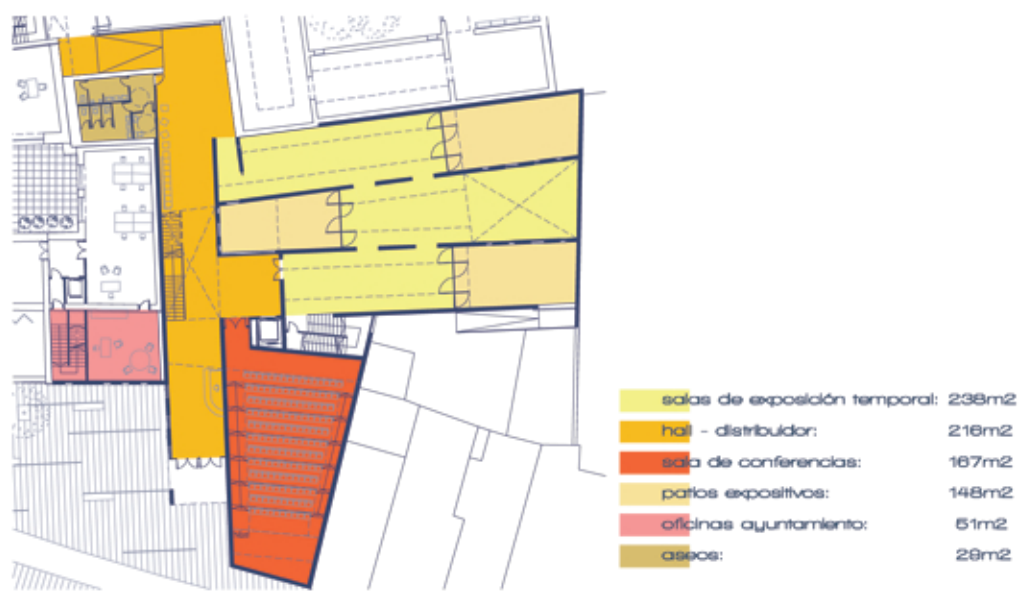 salas de exposición temporal: 238m2
hall - distribuidor: 216m2
sala de conferencias: 167m2
patios expositivos: 148m2
oficinas ayuntamiento: 51m2
aseos: 29m2